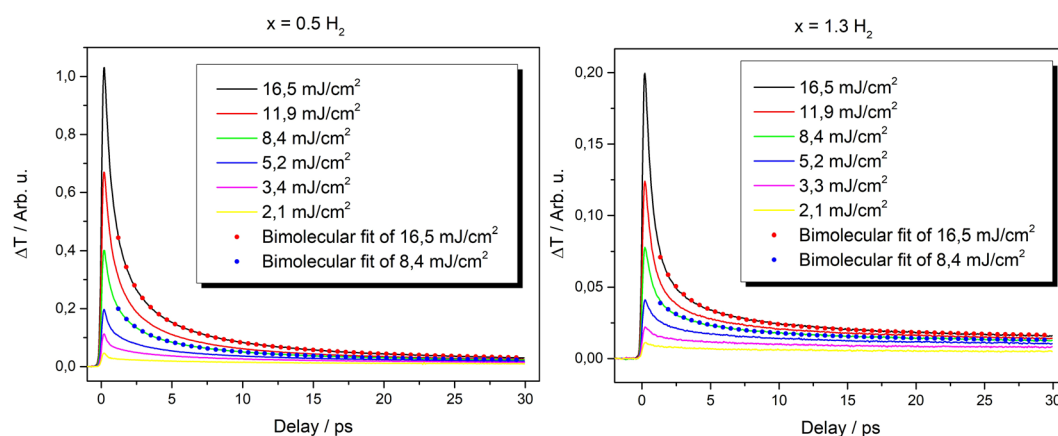 x = 0.5 H₂
1,0
0,8
0,6
0,4
0,2
0,0
ΔT / Arb. u.
16,5 mJ/cm²
11,9 mJ/cm²
8,4 mJ/cm²
5,2 mJ/cm²
3,4 mJ/cm²
2,1 mJ/cm²
Bimolecular fit of 16,5 mJ/cm²
Bimolecular fit of 8,4 mJ/cm²
0 5 10 15 20 25 30
Delay / ps
x = 1.3 H₂
0,20
0,15
0,10
0,05
0,00
ΔT / Arb. u.
16,5 mJ/cm²
11,9 mJ/cm²
8,4 mJ/cm²
5,2 mJ/cm²
3,3 mJ/cm²
2,1 mJ/cm²
Bimolecular fit of 16,5 mJ/cm²
Bimolecular fit of 8,4 mJ/cm²
0 5 10 15 20 25 30
Delay / ps